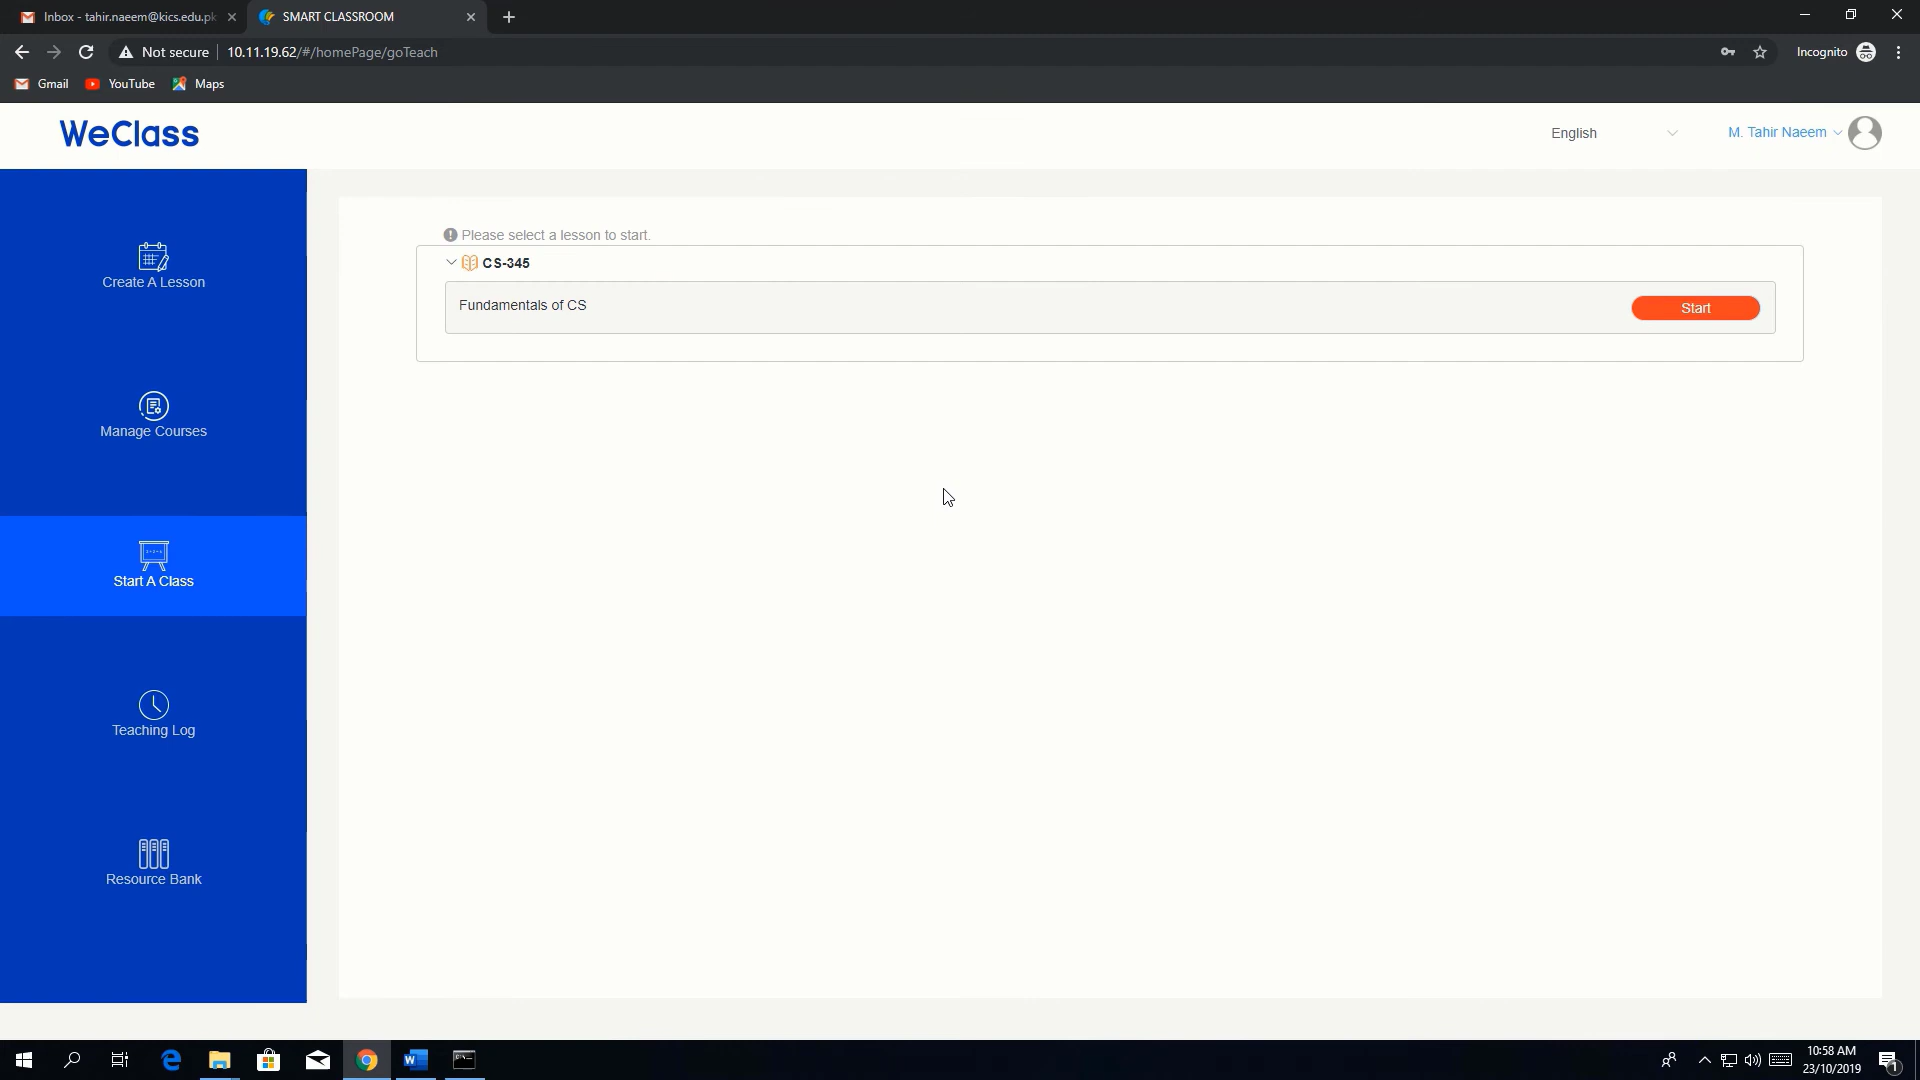 Inbox - tahir.naeem@kics.edu.pk
SMART CLASSROOM
Not secure
10.11.19.62/#/homePage/goTeach
Incognito
Gmail
YouTube
Maps
WeClass
English
M. Tahir Naeem
Create A Lesson
Manage Courses
Start A Class
Teaching Log
Resource Bank
Please select a lesson to start.
CS-345
Fundamentals of CS
Start
10:58 AM
23/10/2019
1